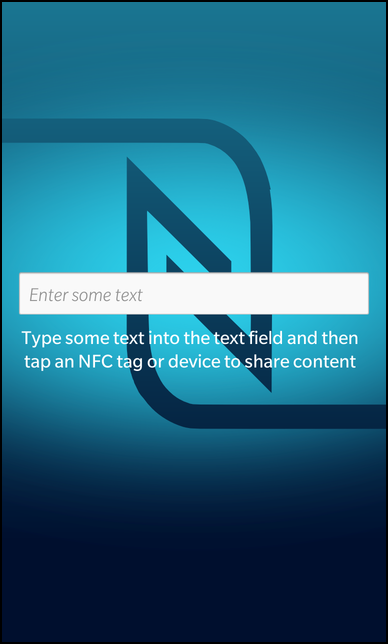 Enter some text
Type some text into the text field and then
tap an NFC tag or device to share content